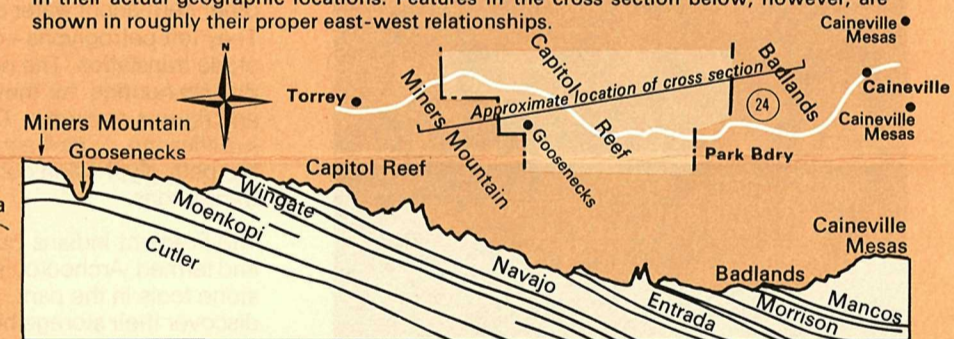 shown in roughly their proper east-west relationships.
Caineville
Mesas
Capitol
Reef
Badlands
Miners Mountain
Approximate location of cross section
Torrey
24
Caineville
Caineville
Mesas
Goosenecks
Park Bdry
N
Miners Mountain
Goosenecks
Capitol Reef
Wingate
Moenkopi
Cutler
Navajo
Entrada
Badlands
Morrison
Caineville
Mesas
Mancos